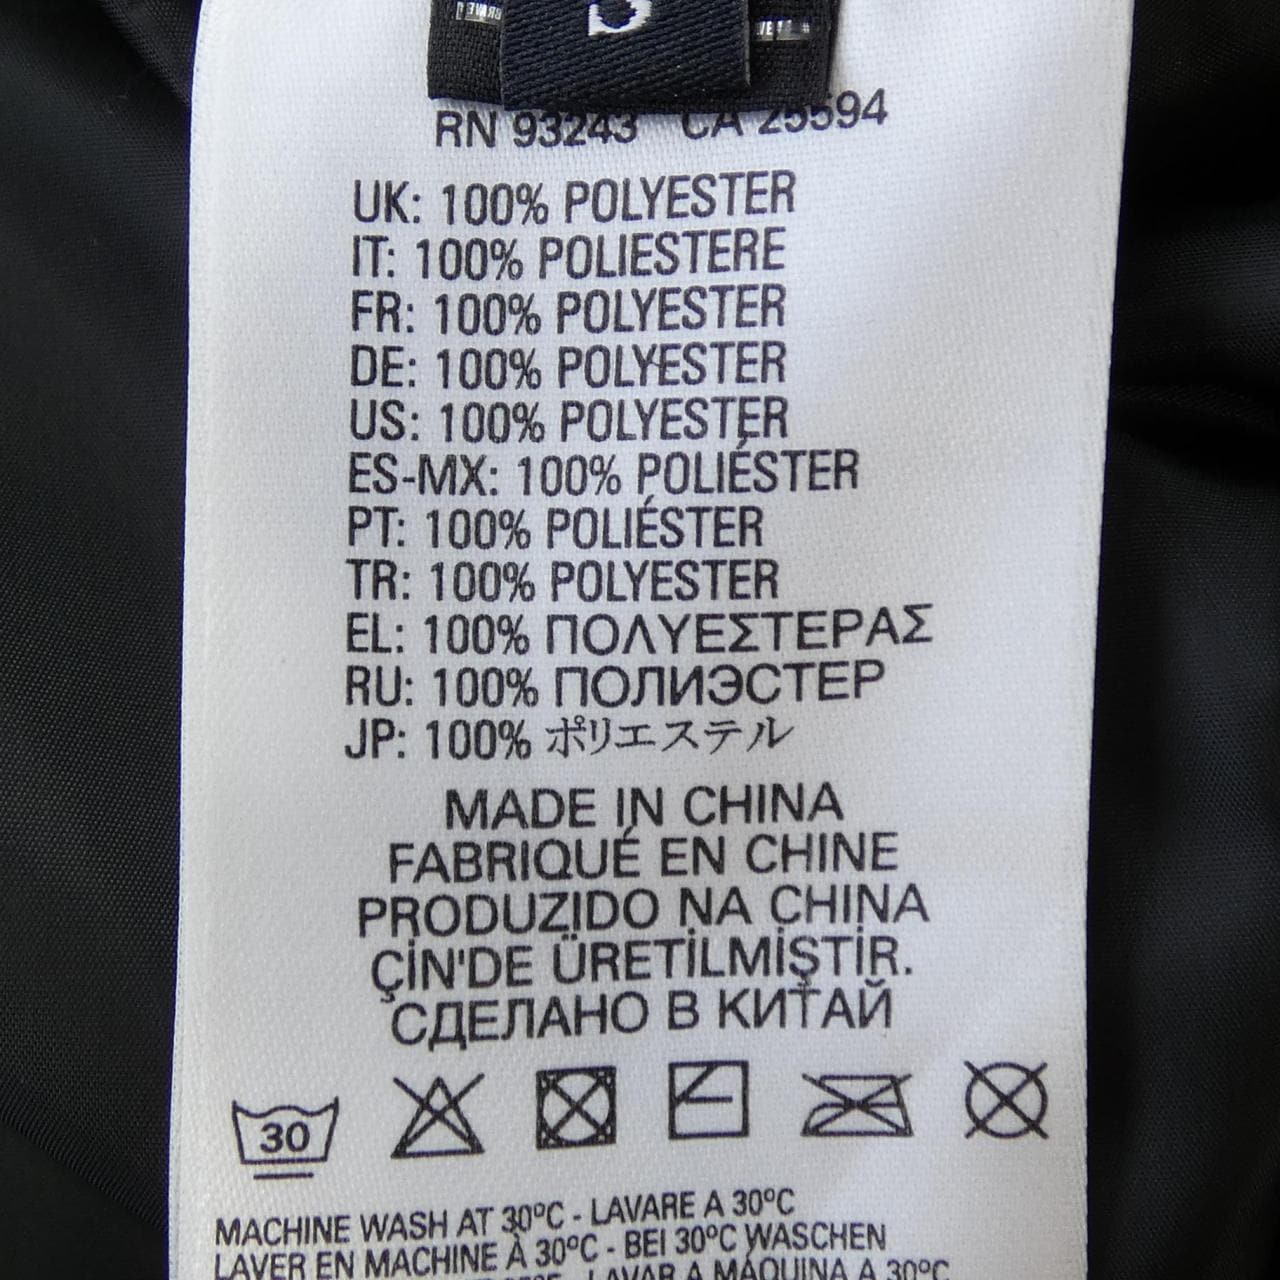 S
RN 93243 CA 25594
UK: 100% POLYESTER
IT: 100% POLIESTERE
FR: 100% POLYESTER
DE: 100% POLYESTER
US: 100% POLYESTER
ES-MX: 100% POLIÉSTER
PT: 100% POLIÉSTER
TR: 100% POLYESTER
EL: 100% ΠΟΛΥΕΣΤΕΡΑΣ
RU: 100% ПОЛИЭСТЕР
JP: 100% ポリエステル
MADE IN CHINA
FABRIQUÉ EN CHINE
PRODUZIDO NA CHINA
ÇİN'DE ÜRETİLMİŞTİR.
СДЕЛАНО В КИТАЙ
30
MACHINE WASH AT 30°C - LAVARE A 30°C
LAVER EN MACHINE À 30°C - BEI 30°C WASCHEN
LAVAR A MÁQUINA A 30°C